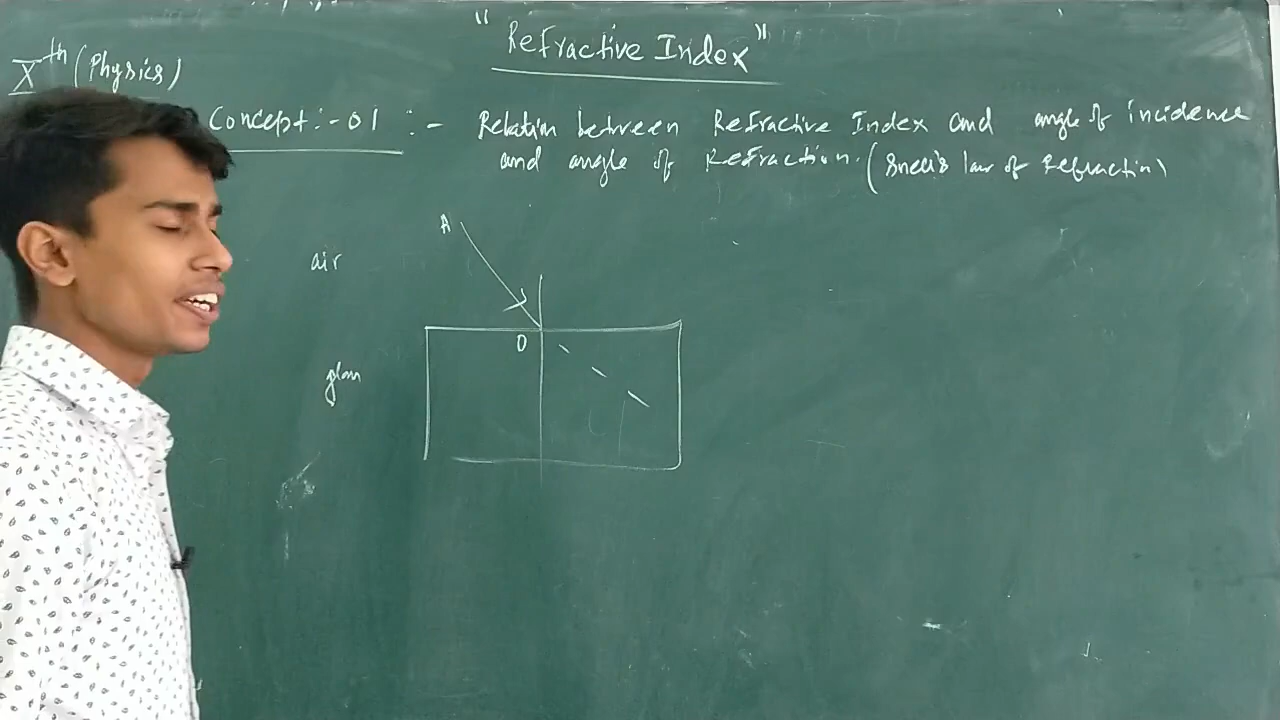 "Refractive Index"
Xth (Physics)
Concept :- 01 :- Relation between Refractive Index and angle of incidence
and angle of Refraction. (Snell's law of Refraction)
A
air
O
glass